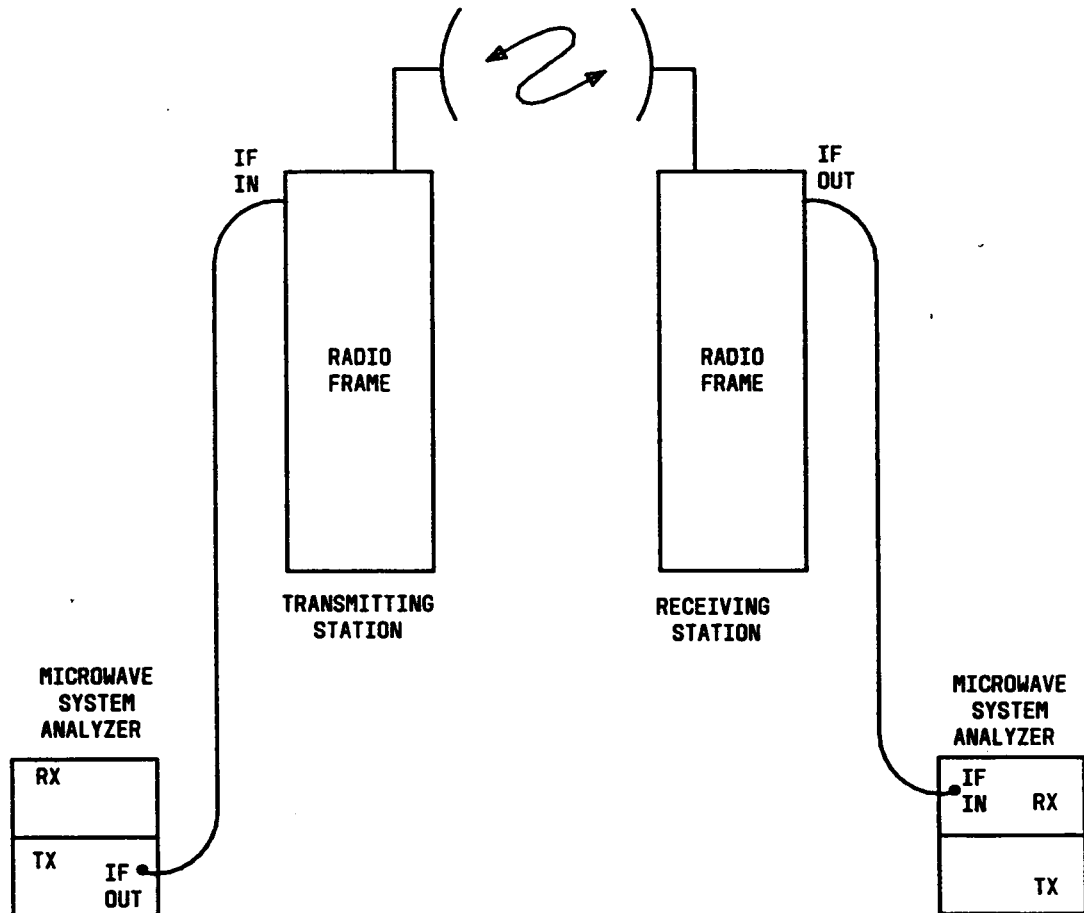 IF
IN
IF
OUT
RADIO
FRAME
RADIO
FRAME
TRANSMITTING
STATION
RECEIVING
STATION
MICROWAVE
SYSTEM
ANALYZER
MICROWAVE
SYSTEM
ANALYZER
RX
TX
IF
OUT
IF
IN
RX
TX